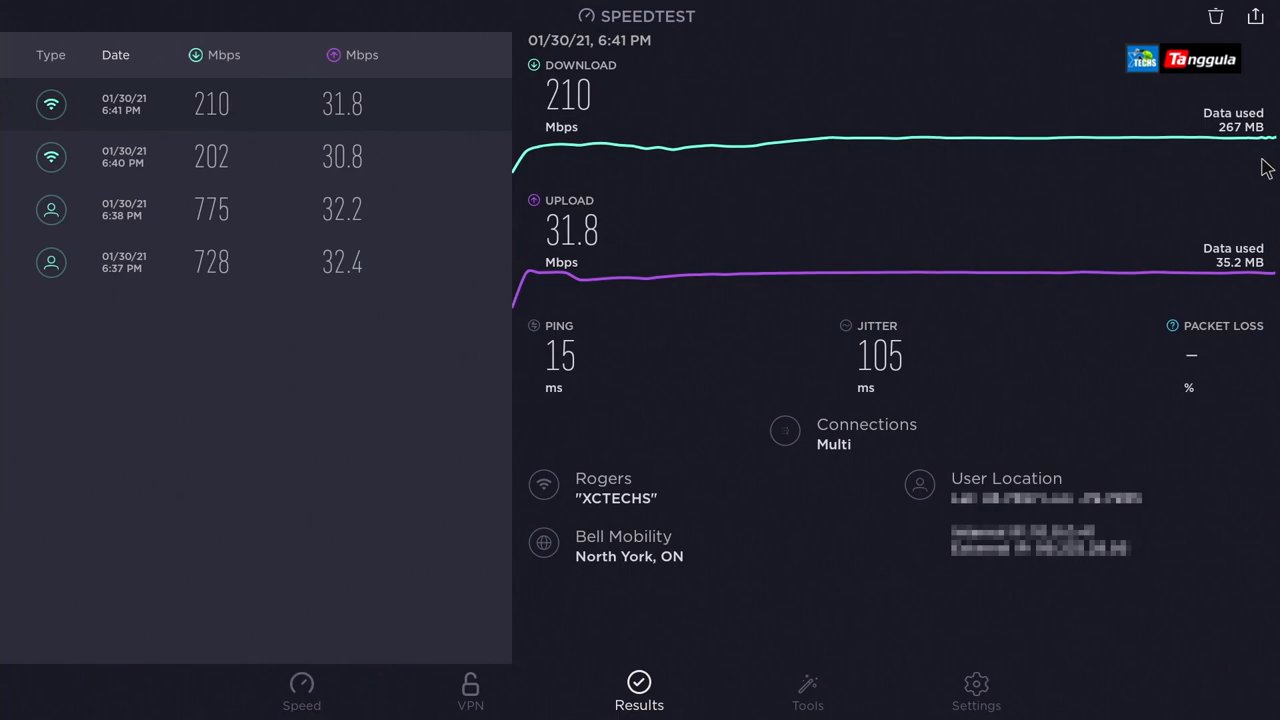 SPEEDTEST
Type Date Mbps Mbps
01/30/21
6:41 PM
210 31.8
01/30/21
6:40 PM
202 30.8
01/30/21
6:38 PM
775 32.2
01/30/21
6:37 PM
728 32.4
01/30/21, 6:41 PM
TECHS Tanggula
DOWNLOAD
210
Mbps
Data used
267 MB
UPLOAD
31.8
Mbps
Data used
35.2 MB
PING
15
ms
JITTER
105
ms
PACKET LOSS
–
%
Connections
Multi
Rogers
"XCTECHS"
Bell Mobility
North York, ON
User Location
Speed VPN Results Tools Settings